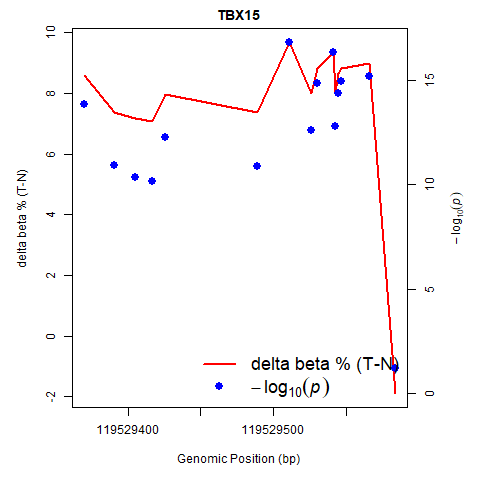 TBX15
10
8
6
4
2
0
-2
delta beta % (T-N)
15
10
5
0
−log10(p)
delta beta % (T-N)
−log10(p)
119529400 119529500
Genomic Position (bp)